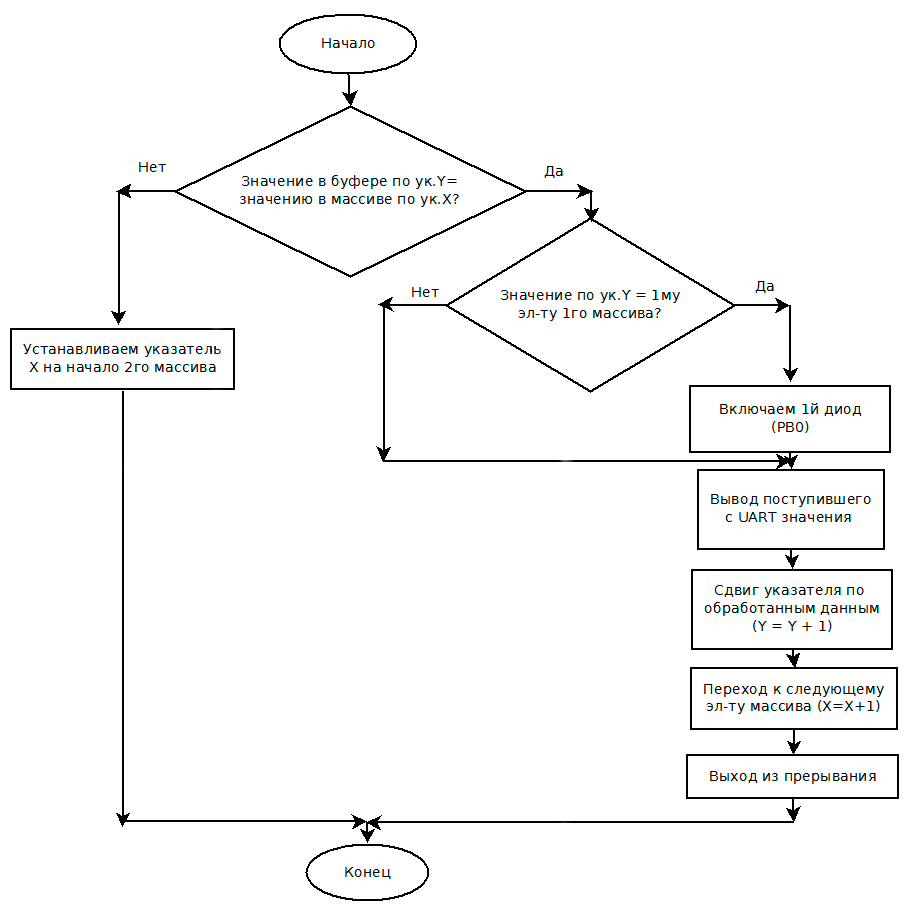 Начало
Нет
Да
Значение в буфере по ук.Y=
значению в массиве по ук.X?
Нет
Да
Значение по ук.Y = 1му
эл-ту 1го массива?
Устанавливаем указатель
X на начало 2го массива
Включаем 1й диод
(PB0)
Вывод поступившего
с UART значения
Сдвиг указателя по
обработанным данным
(Y = Y + 1)
Переход к следующему
эл-ту массива (X=X+1)
Выход из прерывания
Конец